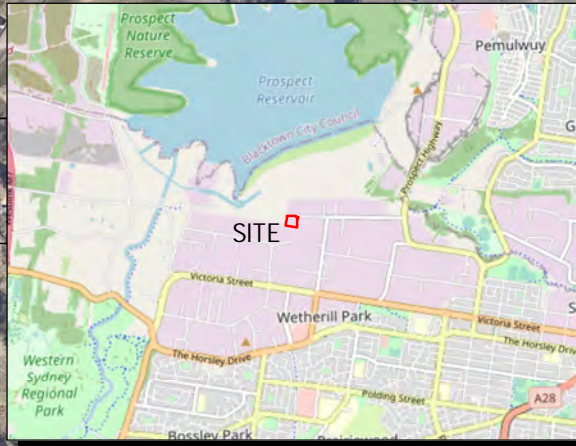 Prospect
Nature
Reserve
Pemulwuy
Prospect
Reservoir
Blacktown City Council
Prospect Highway
SITE
Victoria Street
Wetherill Park
Victoria Street
The Horsley Drive
The Horsley Drive
Western
Sydney
Regional
Park
Polding Street
A28
Bossley Park